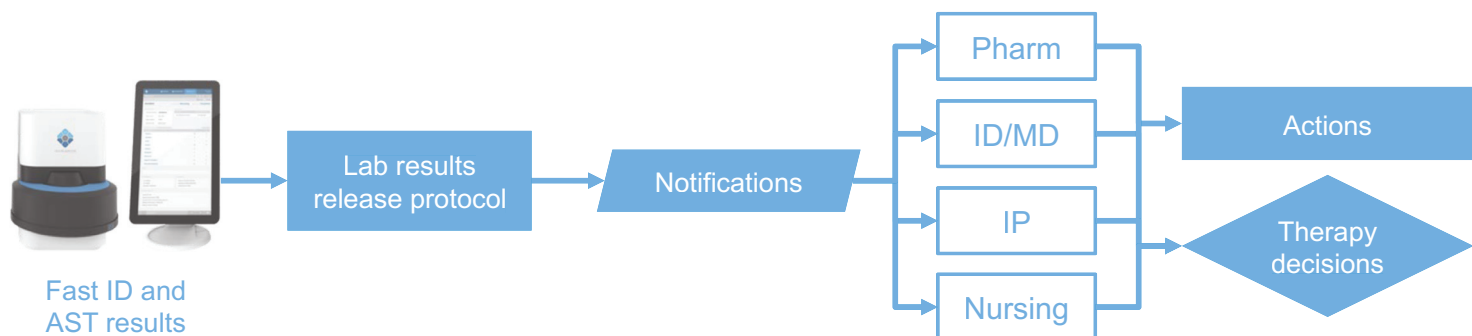 Fast ID and
AST results
Lab results
release protocol
Notifications
Pharm
ID/MD
IP
Nursing
Actions
Therapy
decisions